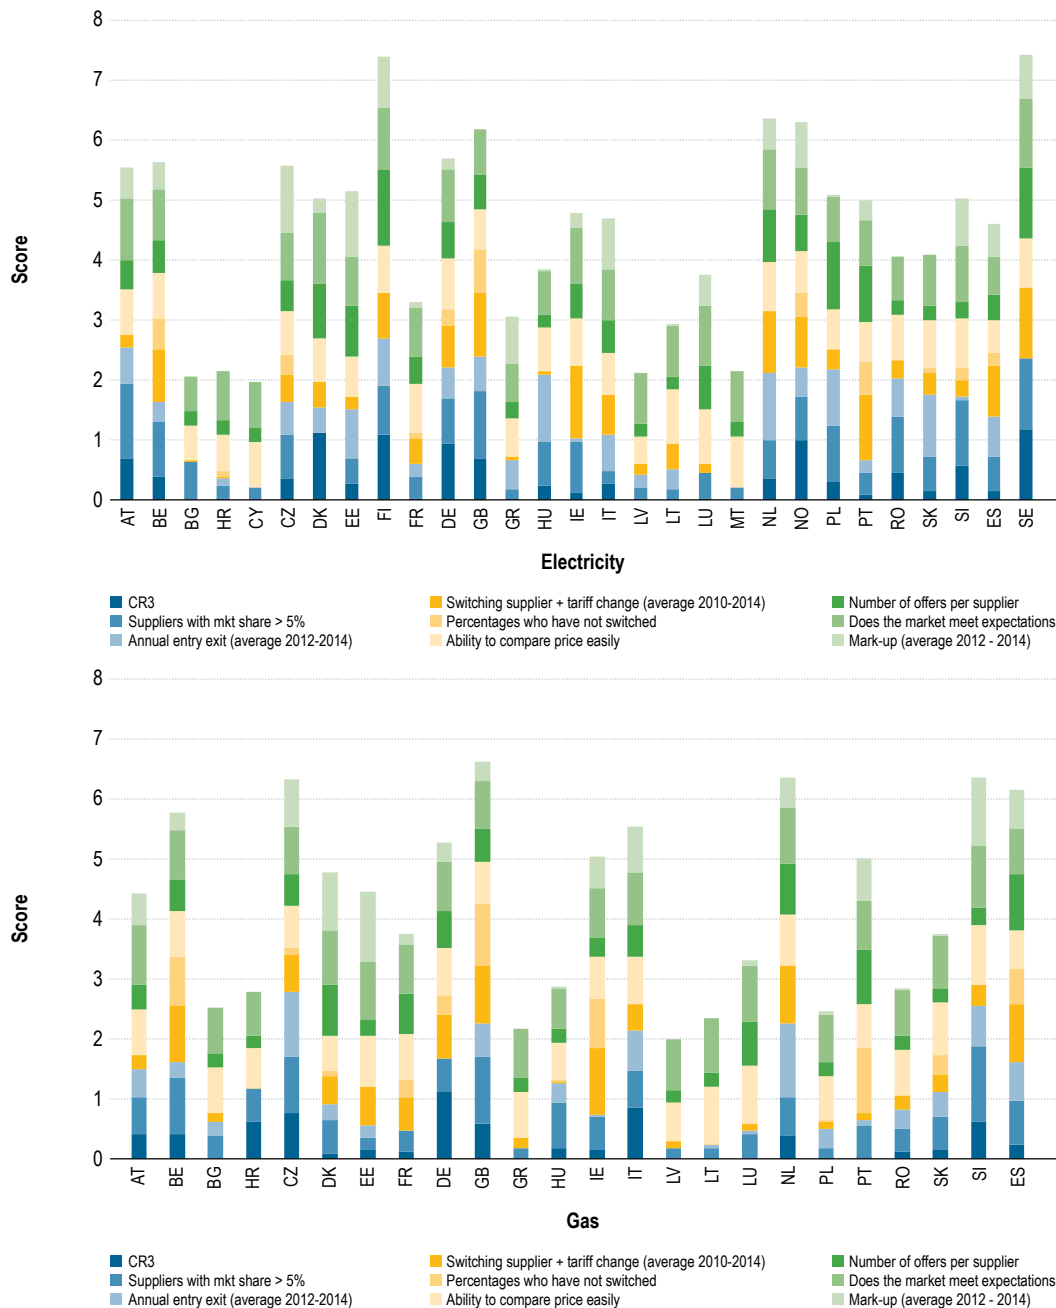 8
7
6
5
4
3
2
1
0
Score
AT BE BG HR CY CZ DK EE FI FR DE GB GR HU IE IT LV LT LU MT NL NO PL PT RO SK SI ES SE
Electricity
CR3
Suppliers with mkt share > 5%
Annual entry exit (average 2012-2014)
Switching supplier + tariff change (average 2010-2014)
Percentages who have not switched
Ability to compare price easily
Number of offers per supplier
Does the market meet expectations
Mark-up (average 2012 - 2014)
8
7
6
5
4
3
2
1
0
Score
AT BE BG HR CZ DK EE FR DE GB GR HU IE IT LV LT LU NL PL PT RO SK SI ES
Gas
CR3
Suppliers with mkt share > 5%
Annual entry exit (average 2012-2014)
Switching supplier + tariff change (average 2010-2014)
Percentages who have not switched
Ability to compare price easily
Number of offers per supplier
Does the market meet expectations
Mark-up (average 2012 - 2014)